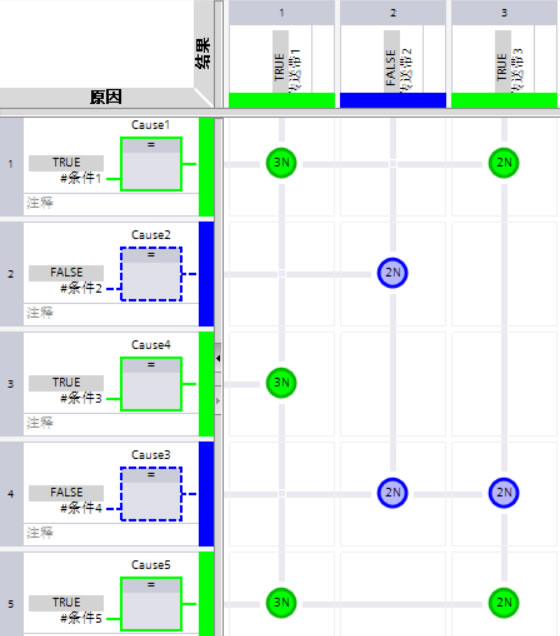 1 2 3
结果
TRUE
传送带1
FALSE
传送带2
TRUE
传送带3
原因
Cause1
=
1
TRUE
#条件1
注释
3N 2N
Cause2
=
2
FALSE
#条件2
注释
2N
Cause4
=
3
TRUE
#条件3
注释
3N
Cause3
=
4
FALSE
#条件4
注释
2N 2N
Cause5
=
5
TRUE
#条件5
3N 2N